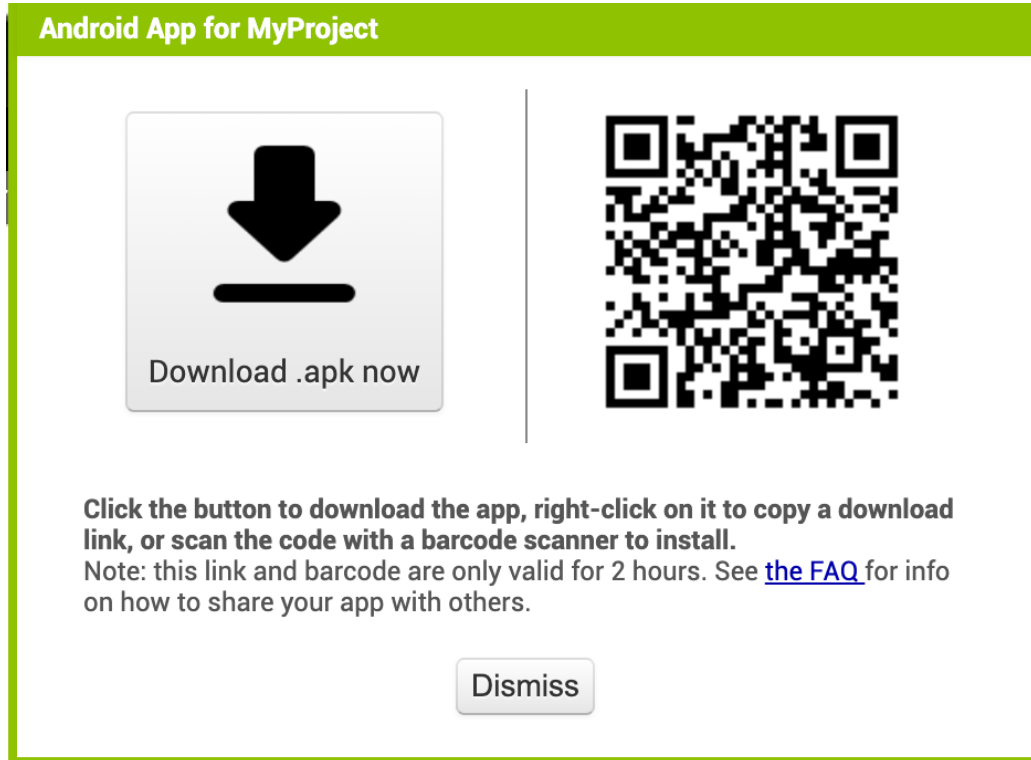 Android App for MyProject
Download .apk now
Click the button to download the app, right-click on it to copy a download
link, or scan the code with a barcode scanner to install.
Note: this link and barcode are only valid for 2 hours. See the FAQ for info
on how to share your app with others.
Dismiss